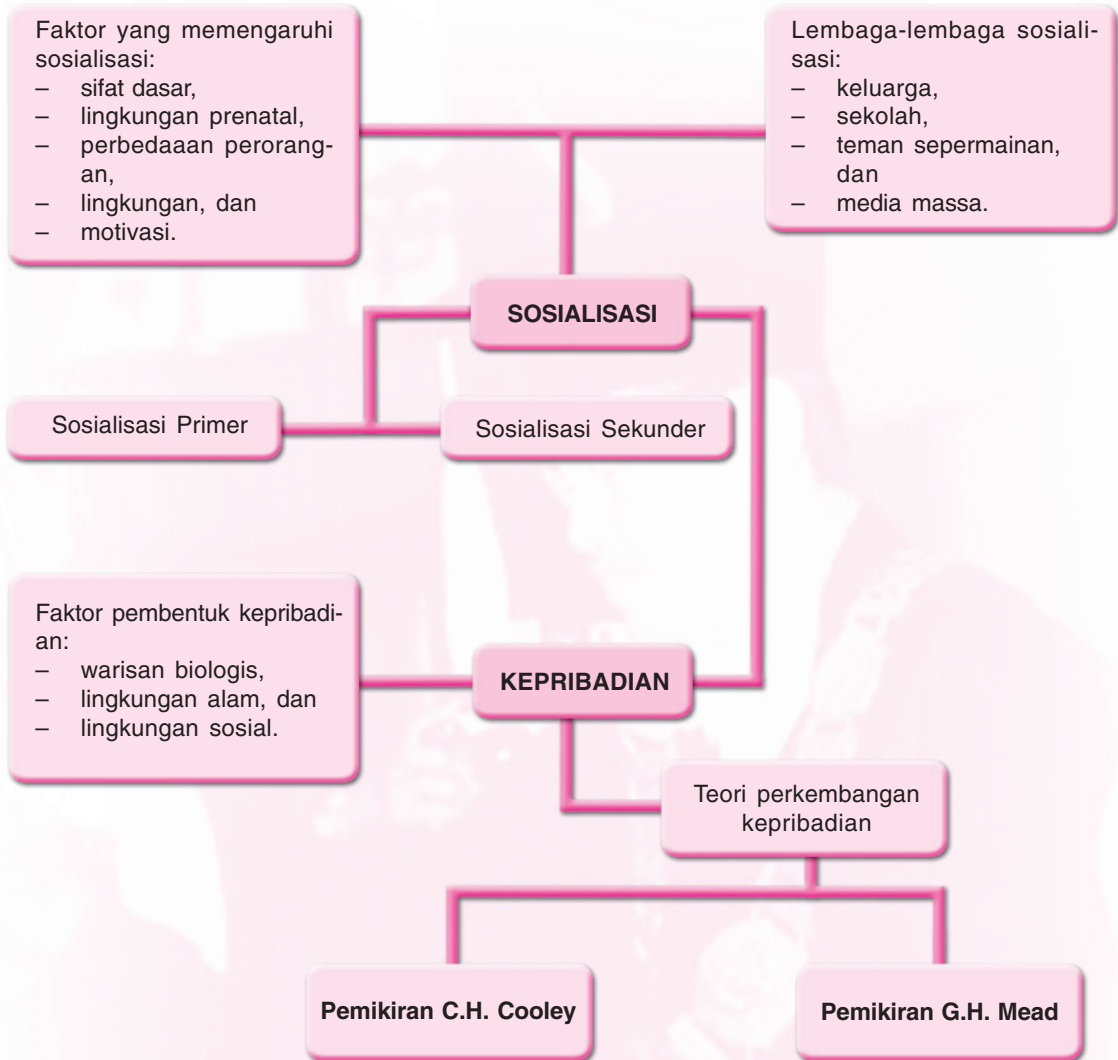 Faktor yang memengaruhi
sosialisasi:
– sifat dasar,
– lingkungan prenatal,
– perbedaaan perorang-
an,
– lingkungan, dan
– motivasi.
Lembaga-lembaga sosiali-
sasi:
– keluarga,
– sekolah,
– teman sepermainan,
dan
– media massa.
SOSIALISASI
Sosialisasi Primer
Sosialisasi Sekunder
Faktor pembentuk kepribadi-
an:
– warisan biologis,
– lingkungan alam, dan
– lingkungan sosial.
KEPRIBADIAN
Teori perkembangan
kepribadian
Pemikiran C.H. Cooley
Pemikiran G.H. Mead